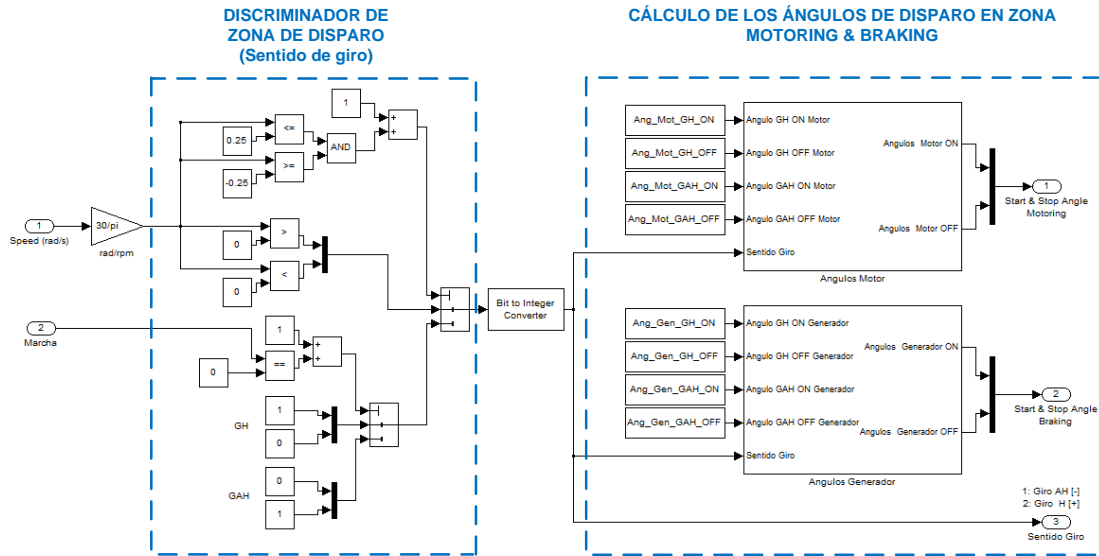 DISCRIMINADOR DE
ZONA DE DISPARO
(Sentido de giro)
CÁLCULO DE LOS ÁNGULOS DE DISPARO EN ZONA
MOTORING & BRAKING
1
+
+
<=
0.25
AND
>=
-0.25
1
Speed (rad/s)
30/pi
rad/rpm
>
0
<
0
2
Marcha
1
+
+
==
0
1
GH
0
0
GAH
1
Bit to Integer
Converter
Ang_Mot_GH_ON
Ang_Mot_GH_OFF
Ang_Mot_GAH_ON
Ang_Mot_GAH_OFF
Angulo GH ON Motor
Angulo GH OFF Motor
Angulo GAH ON Motor
Angulo GAH OFF Motor
Sentido Giro
Angulos Motor ON
Angulos Motor OFF
Angulos Motor
1
Start & Stop Angle
Motoring
Ang_Gen_GH_ON
Ang_Gen_GH_OFF
Ang_Gen_GAH_ON
Ang_Gen_GAH_OFF
Angulo GH ON Generador
Angulo GH OFF Generador
Angulo GAH ON Generador
Angulo GAH OFF Generador
Sentido Giro
Angulos Generador ON
Angulos Generador OFF
Angulos Generador
2
Start & Stop Angle
Braking
1: Giro AH [-]
2: Giro H [+]
3
Sentido Giro